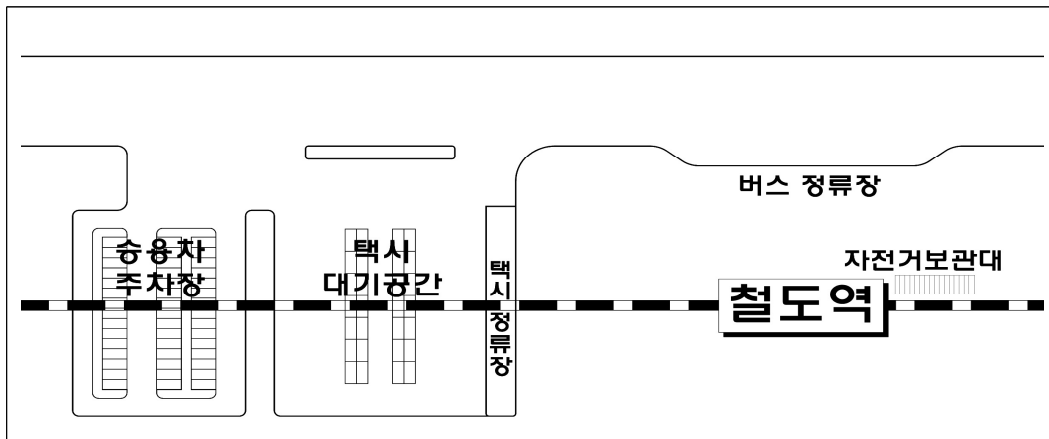 버스 정류장
승용차
주차장
택시
대기공간
택시 정류장
자전거보관대
철도역